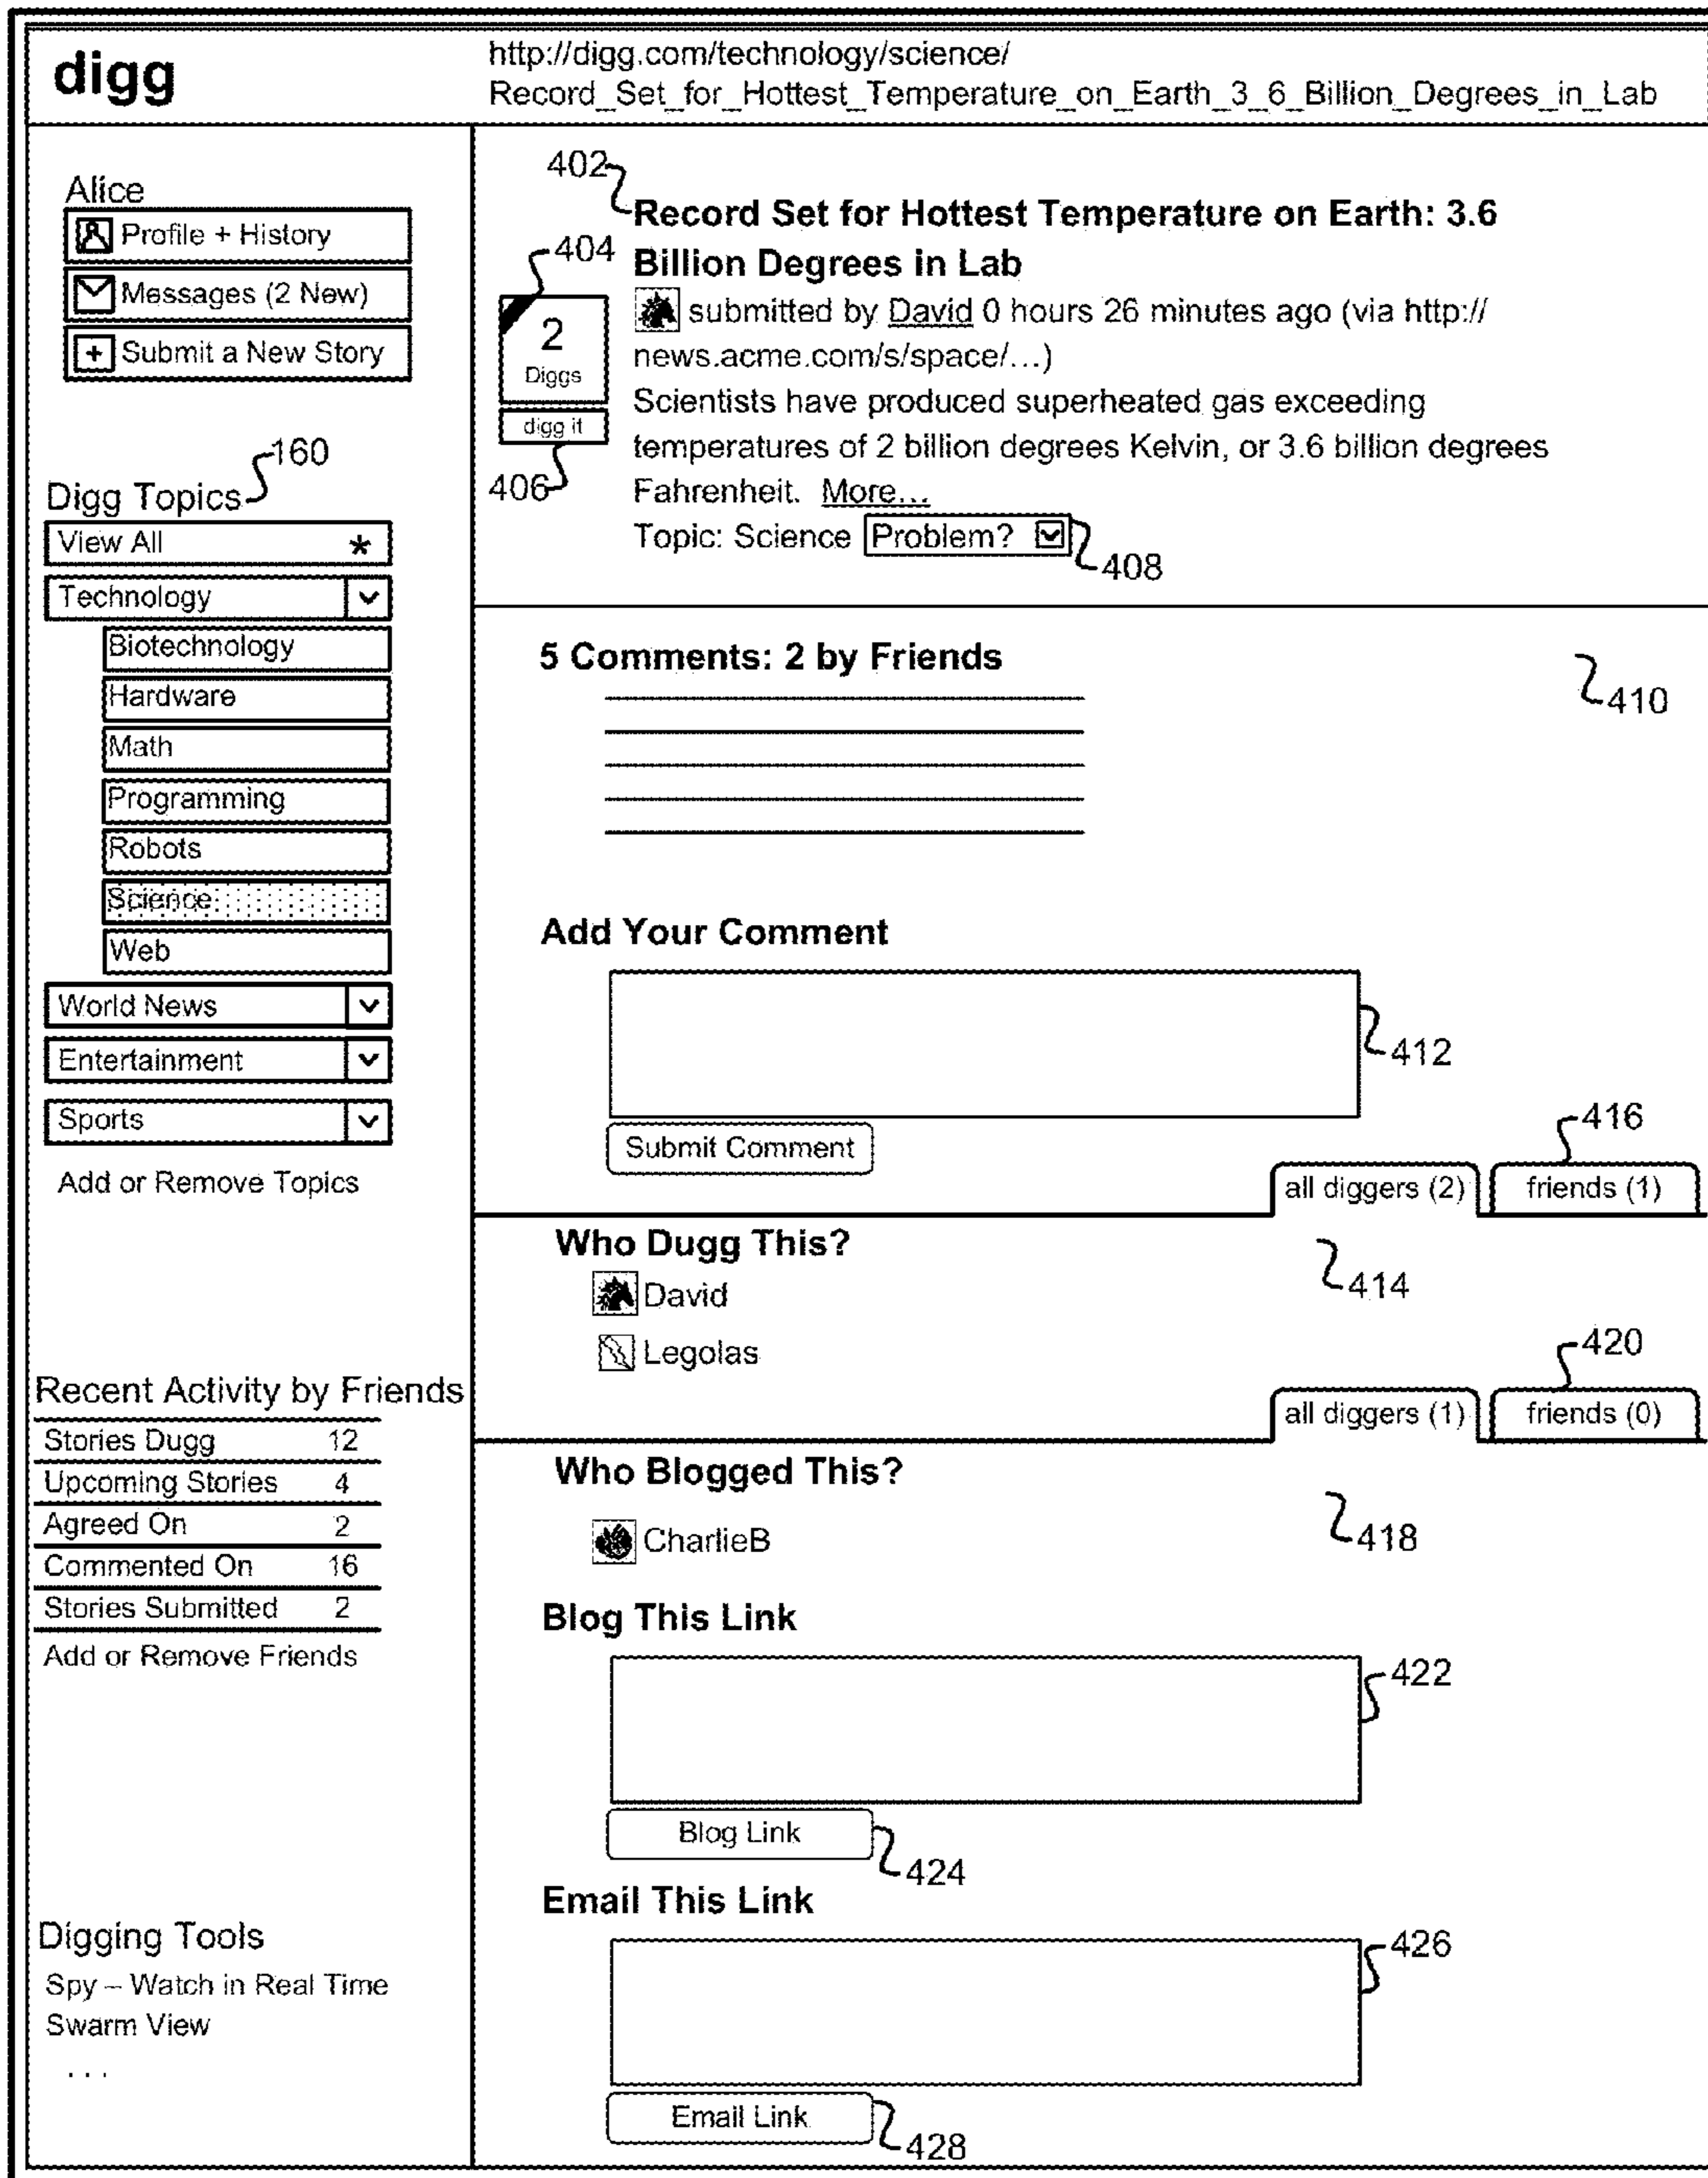 digg
http://digg.com/technology/science/
Record_Set_for_Hottest_Temperature_on_Earth_3_6_Billion_Degrees_in_Lab
Alice
Profile + History
Messages (2 New)
+ Submit a New Story
160
Digg Topics
View All *
Technology
Biotechnology
Hardware
Math
Programming
Robots
Science
Web
World News
Entertainment
Sports
Add or Remove Topics
Recent Activity by Friends
Stories Dugg 12
Upcoming Stories 4
Agreed On 2
Commented On 16
Stories Submitted 2
Add or Remove Friends
Digging Tools
Spy – Watch in Real Time
Swarm View
...
402
Record Set for Hottest Temperature on Earth: 3.6
Billion Degrees in Lab
404
2
Diggs
digg it
406
submitted by David 0 hours 26 minutes ago (via http://
news.acme.com/s/space/...)
Scientists have produced superheated gas exceeding
temperatures of 2 billion degrees Kelvin, or 3.6 billion degrees
Fahrenheit. More...
Topic: Science Problem?
408
5 Comments: 2 by Friends
410
Add Your Comment
412
Submit Comment
416
all diggers (2) friends (1)
Who Dugg This?
414
David
Legolas
420
all diggers (1) friends (0)
Who Blogged This?
418
CharlieB
Blog This Link
422
Blog Link
424
Email This Link
426
Email Link
428